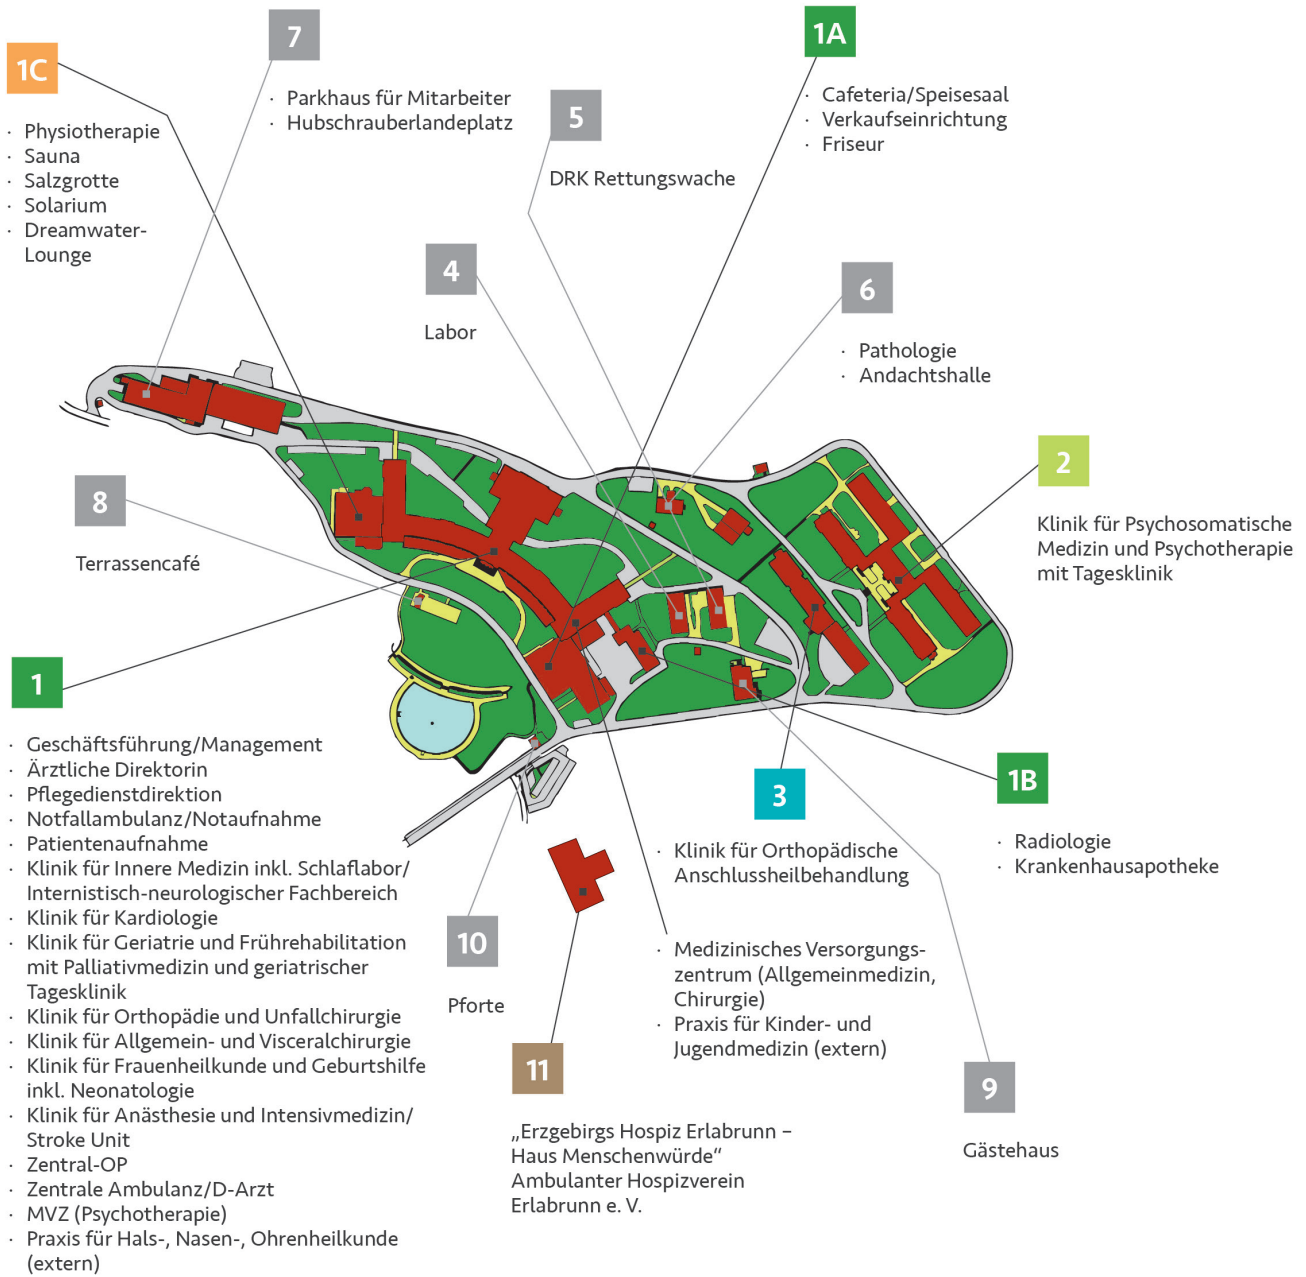 1C
· Physiotherapie
· Sauna
· Salzgrotte
· Solarium
· Dreamwater-
Lounge
7
· Parkhaus für Mitarbeiter
· Hubschrauberlandeplatz
5
DRK Rettungswache
1A
· Cafeteria/Speisesaal
· Verkaufseinrichtung
· Friseur
4
Labor
6
· Pathologie
· Andachtshalle
2
Klinik für Psychosomatische
Medizin und Psychotherapie
mit Tagesklinik
8
Terrassencafé
1
· Geschäftsführung/Management
· Ärztliche Direktorin
· Pflegedienstdirektion
· Notfallambulanz/Notaufnahme
· Patientenaufnahme
· Klinik für Innere Medizin inkl. Schlaflabor/
Internistisch-neurologischer Fachbereich
· Klinik für Kardiologie
· Klinik für Geriatrie und Frührehabilitation
mit Palliativmedizin und geriatrischer
Tagesklinik
· Klinik für Orthopädie und Unfallchirurgie
· Klinik für Allgemein- und Visceralchirurgie
· Klinik für Frauenheilkunde und Geburtshilfe
inkl. Neonatologie
· Klinik für Anästhesie und Intensivmedizin/
Stroke Unit
· Zentral-OP
· Zentrale Ambulanz/D-Arzt
· MVZ (Psychotherapie)
· Praxis für Hals-, Nasen-, Ohrenheilkunde
(extern)
10
Pforte
11
„Erzgebirgs Hospiz Erlabrunn –
Haus Menschenwürde“
Ambulanter Hospizverein
Erlabrunn e. V.
3
· Klinik für Orthopädische
Anschlussheilbehandlung
· Medizinisches Versorgungs-
zentrum (Allgemeinmedizin,
Chirurgie)
· Praxis für Kinder- und
Jugendmedizin (extern)
1B
· Radiologie
· Krankenhausapotheke
9
Gästehaus